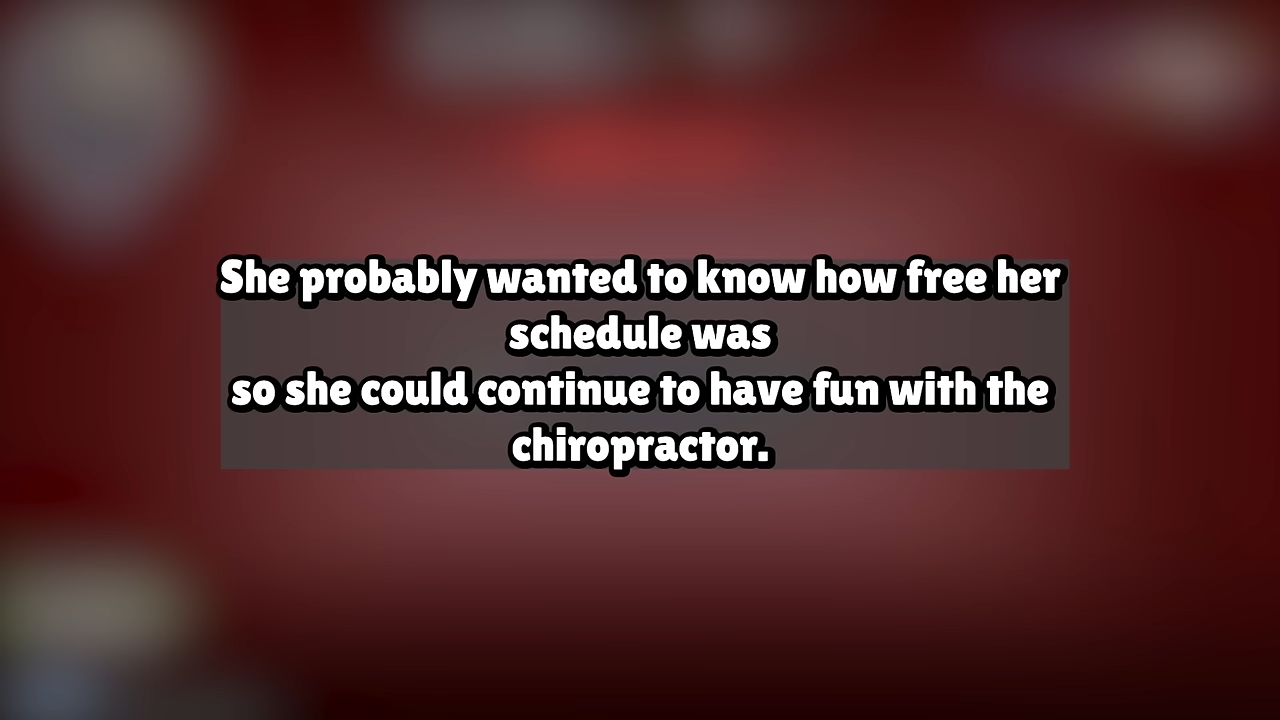 She probably wanted to know how free her
schedule was
so she could continue to have fun with the
chiropractor.